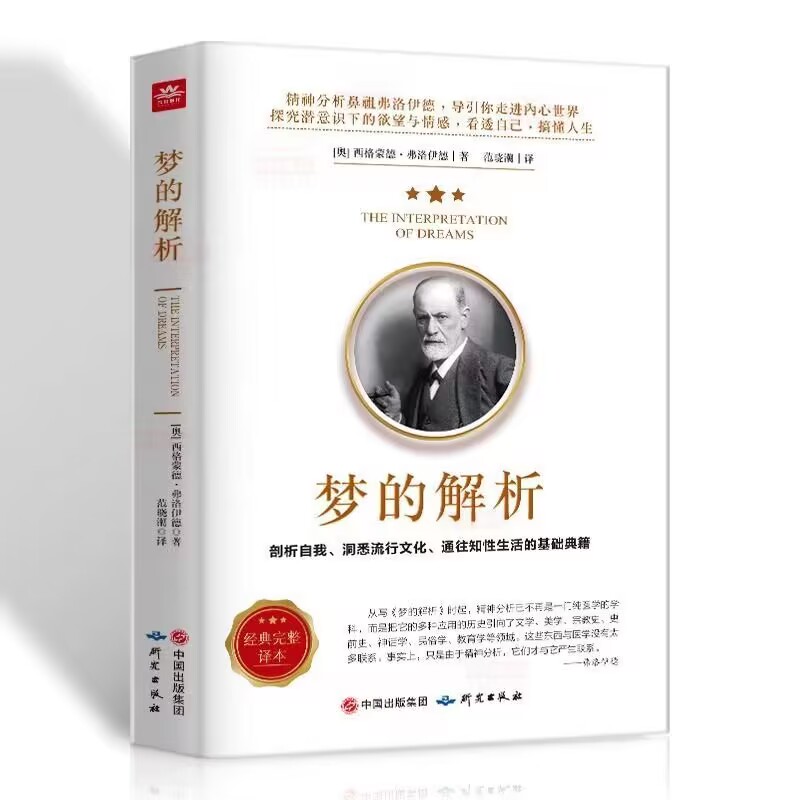 梦的解析
THE INTERPRETATION
OF DREAMS
[奥] 西格蒙德·弗洛伊德 著
范晓潮 译
研究出版社
中国出版集团
精神分析鼻祖弗洛伊德，导引你走进內心世界
探究潜意识下的欲望与情感，看透自己，搞懂人生
[奥] 西格蒙德·弗洛伊德 著 范晓潮 译
THE INTERPRETATION
OF DREAMS
梦的解析
剖析自我、洞悉流行文化、通往知性生活的基础典籍
经典完整
译本
从写《梦的解析》时起，精神分析已不再是一门纯医学的学
科，而是把它的多种应用的历史引向了文学、美学、宗教史、史
前史、神话学、民俗学、教育学等领域。这些东西与医学没有太
多联系，事实上，只是由于精神分析，它们才与它产生联系。
——弗洛伊德
中国出版集团 研究出版社